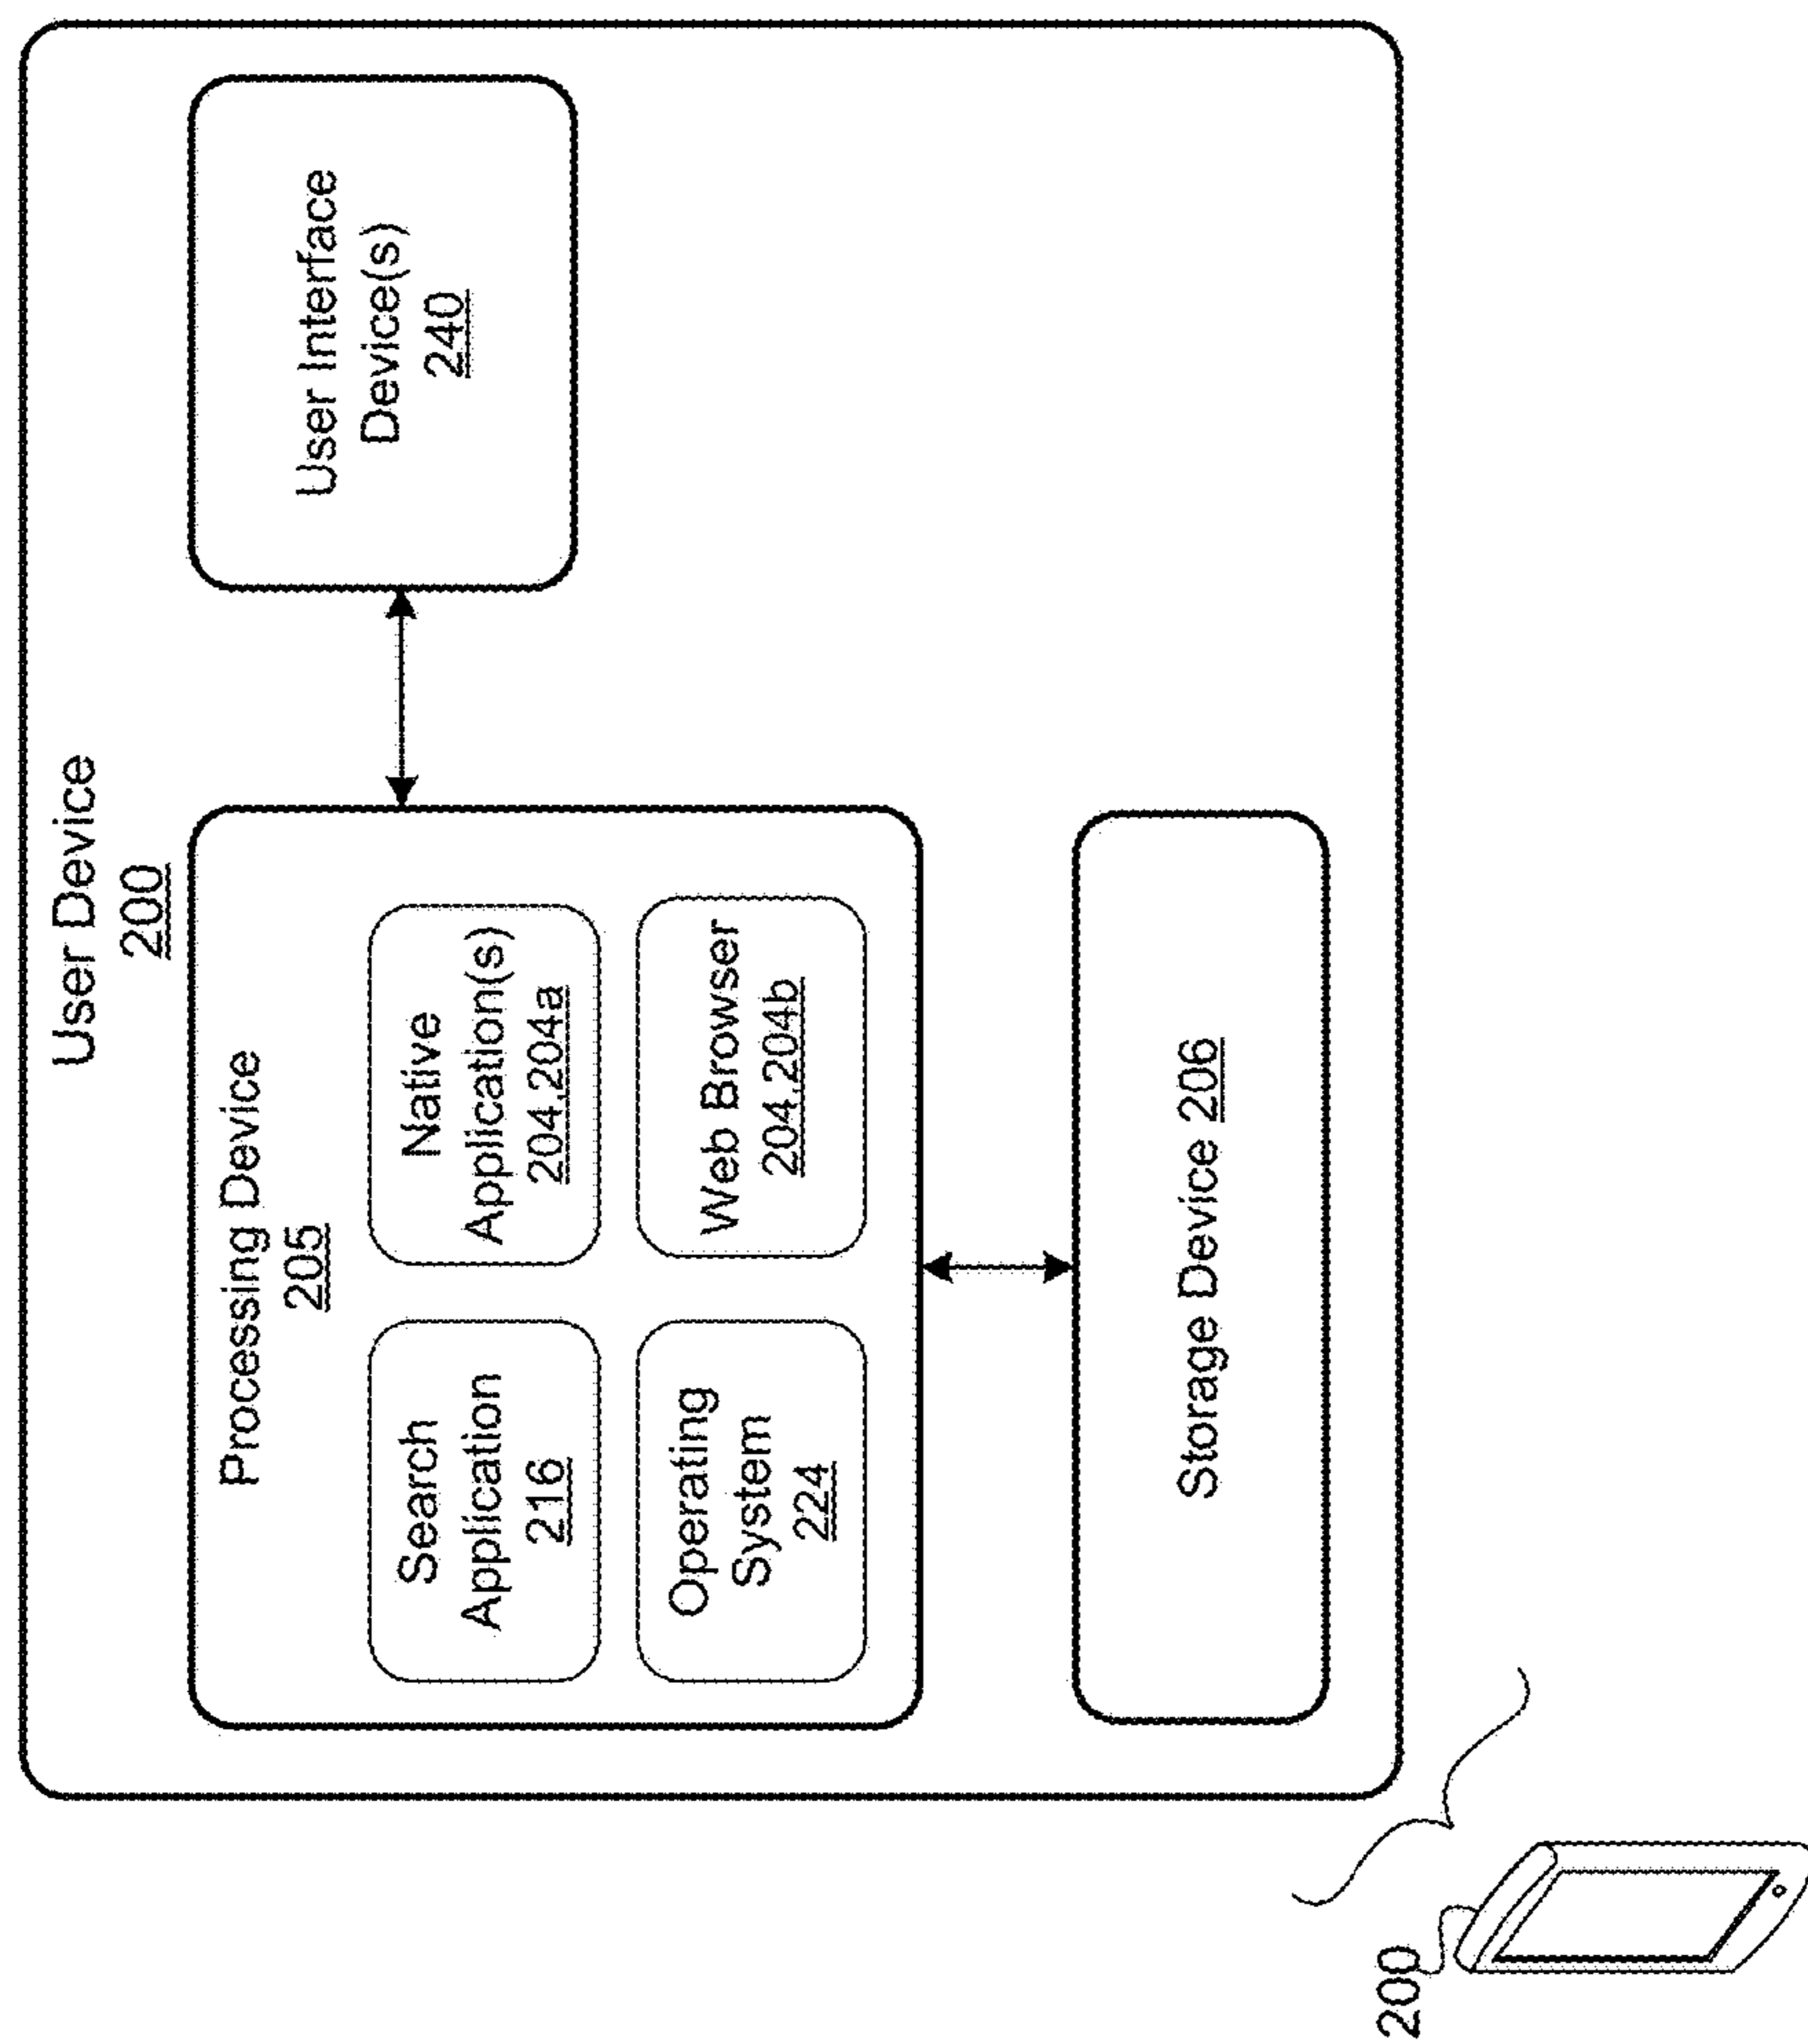 User Device
200
Processing Device
205
Search
Application
216
Native
Application(s)
204,204a
Operating
System
224
Web Browser
204,204b
User Interface
Device(s)
240
Storage Device 206
200